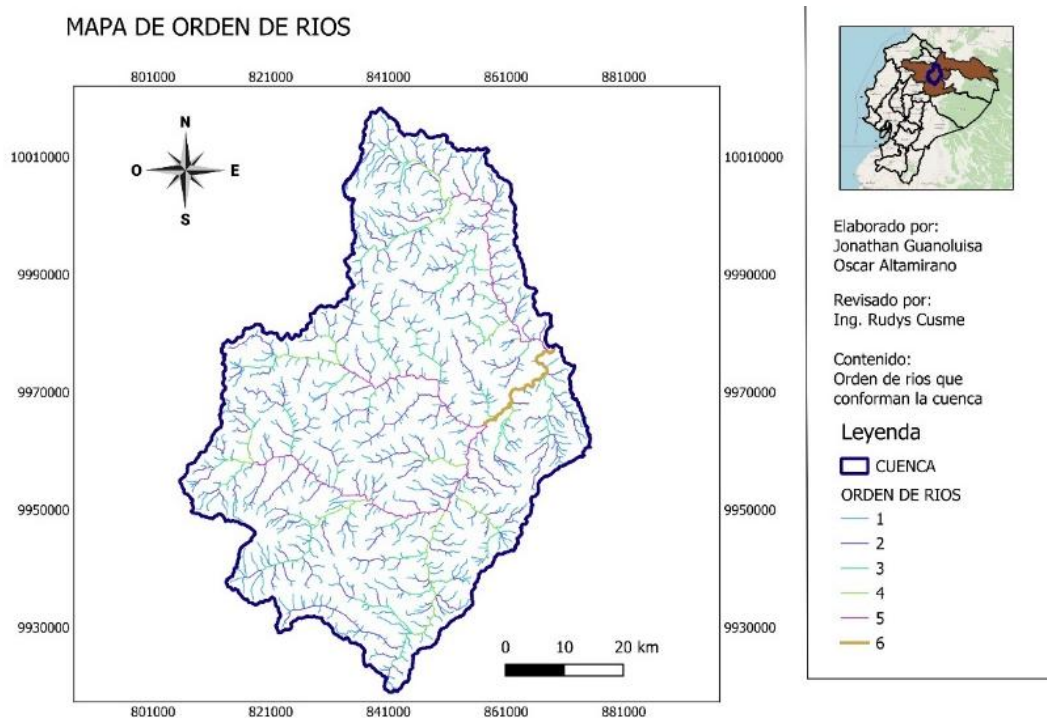 MAPA DE ORDEN DE RIOS
801000 821000 841000 861000 881000
N
O E
S
10010000
9990000 9990000
9970000 9970000
9950000 9950000
9930000 9930000
0 10 20 km
801000 821000 841000 861000 881000
Elaborado por:
Jonathan Guanoluisa
Oscar Altamirano
Revisado por:
Ing. Rudys Cusme
Contenido:
Orden de rios que
conforman la cuenca
Leyenda
CUENCA
ORDEN DE RIOS
1
2
3
4
5
6